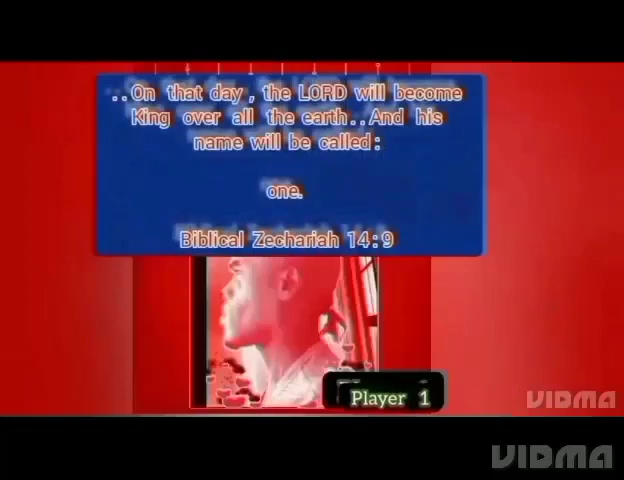 ..On that day, the LORD will become
King over all the earth..And his
name will be called:
one.
Biblical Zechariah 14:9
Player 1
VIDMA
VIDMA